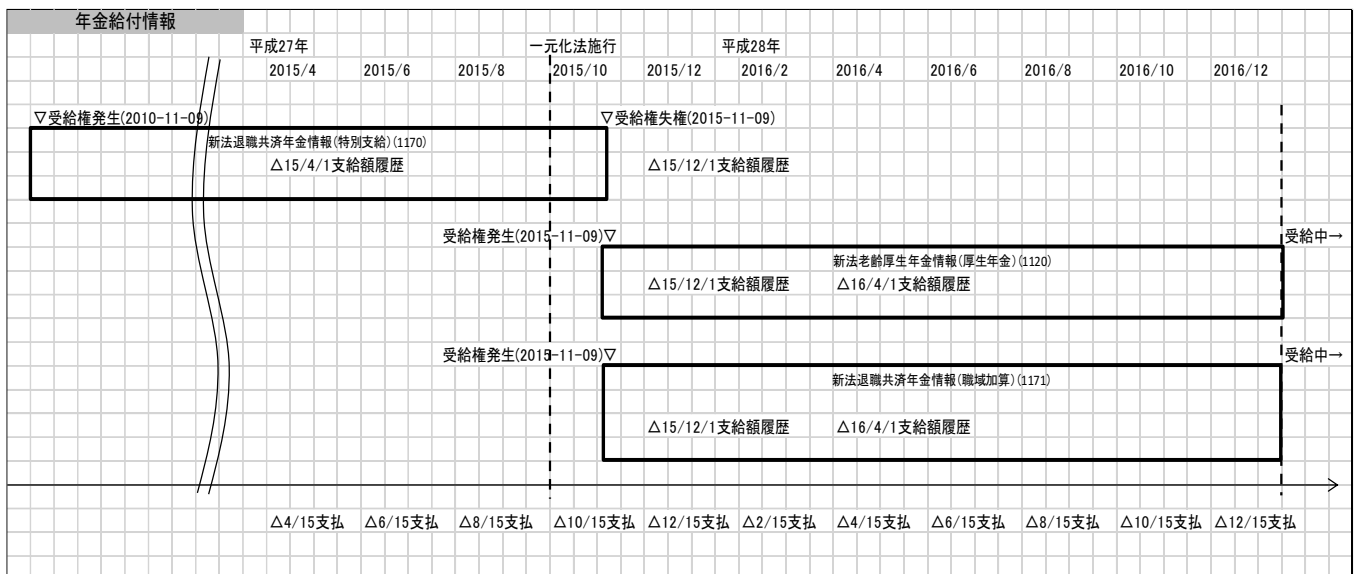 年金給付情報
平成27年 一元化法施行 平成28年
2015/4 2015/6 2015/8 2015/10 2015/12 2016/2 2016/4 2016/6 2016/8 2016/10 2016/12
▽受給権発生(2010-11-09) ▽受給権失権(2015-11-09)
新法退職共済年金情報(特別支給)(1170)
△15/4/1支給額履歴 △15/12/1支給額履歴
受給権発生(2015-11-09)▽ 受給中→
新法老齢厚生年金情報(厚生年金)(1120)
△15/12/1支給額履歴 △16/4/1支給額履歴
受給権発生(2015-11-09)▽ 受給中→
新法退職共済年金情報(職域加算)(1171)
△15/12/1支給額履歴 △16/4/1支給額履歴
△4/15支払 △6/15支払 △8/15支払 △10/15支払 △12/15支払 △2/15支払 △4/15支払 △6/15支払 △8/15支払 △10/15支払 △12/15支払